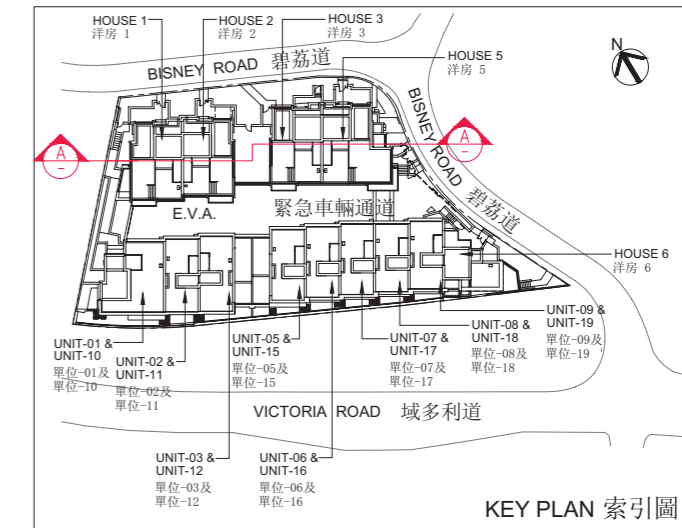 HOUSE 1
洋房 1
HOUSE 2
洋房 2
HOUSE 3
洋房 3
HOUSE 5
洋房 5
N
BISNEY ROAD 碧荔道
BISNEY ROAD 碧荔道
A
-
A
-
E.V.A.
緊急車輛通道
HOUSE 6
洋房 6
UNIT-01 &
UNIT-10
單位-01及
單位-10
UNIT-02 &
UNIT-11
單位-02及
單位-11
UNIT-05 &
UNIT-15
單位-05及
單位-15
UNIT-07 &
UNIT-17
單位-07及
單位-17
UNIT-08 &
UNIT-18
單位-08及
單位-18
UNIT-09 &
UNIT-19
單位-09及
單位-19
VICTORIA ROAD 域多利道
UNIT-03 &
UNIT-12
單位-03及
單位-12
UNIT-06 &
UNIT-16
單位-06及
單位-16
KEY PLAN 索引圖